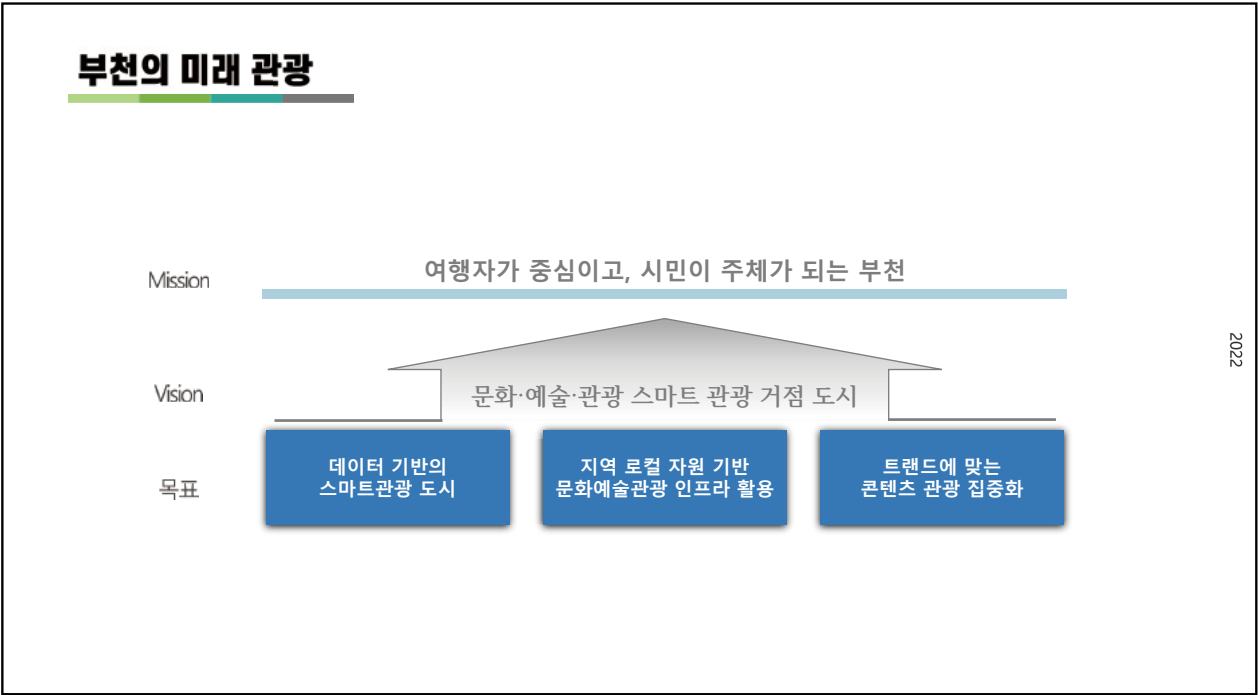 부천의 미래 관광
Mission
여행자가 중심이고, 시민이 주체가 되는 부천
Vision
문화·예술·관광 스마트 관광 거점 도시
목표
데이터 기반의
스마트관광 도시
지역 로컬 자원 기반
문화예술관광 인프라 활용
트랜드에 맞는
콘텐츠 관광 집중화
2022